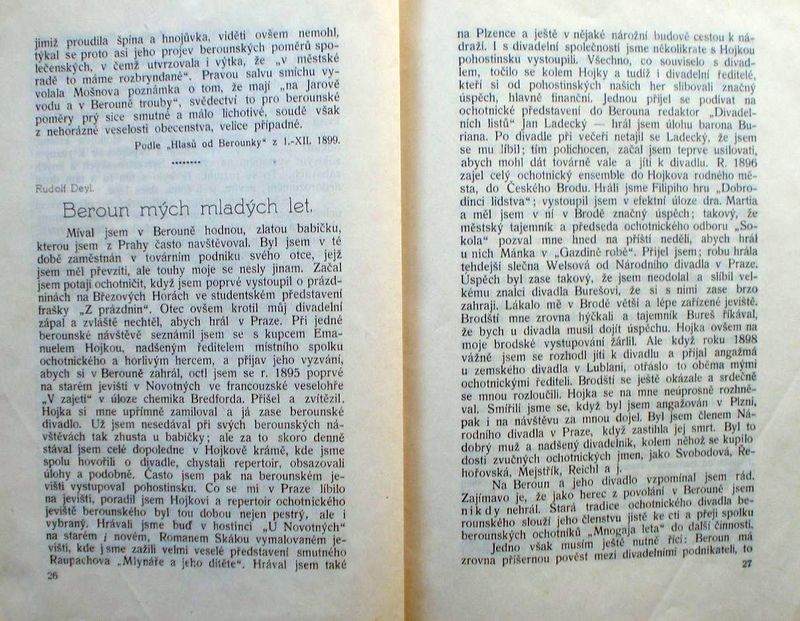 jimiž proudila špína a hnojůvka, viděti ovšem nemohl,
týkal se proto asi jeho projev berounských poměrů spo-
lečenských, v čemž utvrzovala i výtka, že „v městské
radě to máme rozbryndané“. Pravou salvu smíchu vy-
volala Mošnova poznámka o tom, že mají „na Jarově
vodu a v Berouně trouby“, svědectví to pro berounské
poměry prý sice smutné a málo lichotivé, soudě však
z nehorázné veselosti obecenstva, velice případné.
Podle „Hlasů od Berounky“ z 1.-XII. 1899.
Rudolf Deyl.
Beroun mých mladých let.
Míval jsem v Berouně hodnou, zlatou babičku,
kterou jsem z Prahy často navštěvoval. Byl jsem v té
době zaměstnán v továrním podniku svého otce, jejž
jsem měl převzíti, ale touhy moje se nesly jinam. Začal
jsem potají ochotničit, když jsem poprvé vystoupil o prázd-
ninách na Březových Horách ve studentském představení
frašky „Z prázdnin“. Otec ovšem krotil můj divadelní
zápal a zvláště nechtěl, abych hrál v Praze. Při jedné
berounské návštěvě seznámil jsem se s kupcem Ema-
nuelem Hojkou, nadšeným ředitelem místního spolku
ochotnického a horlivým hercem, a přijav jeho vyzvání,
abych si v Berouně zahrál, octl jsem se r. 1895 poprvé
na starém jevišti v Novotných ve francouzské veselohře
„V zajetí“ v úloze chemika Bredforda. Přišel a zvítězil.
Hojka si mne upřímně zamiloval a já zase berounské
divadlo. Už jsem nesedával při svých berounských ná-
vštěvách tak zhusta u babičky; ale za to skoro denně
stával jsem celé dopoledne v Hojkově krámě, kde jsme
spolu hovořili o divadle, chystali repertoir, obsazovali
úlohy a podobně. Často jsem pak na berounském je-
višti vystupoval pohostinsku. Co se mi v Praze líbilo
na jevišti, poradil jsem Hojkovi a repertoir ochotnického
jeviště berounského byl tou dobou nejen pestrý, ale i
vybraný. Hrávali jsme buď v hostinci „U Novotných“
na starém i novém, Romanem Skálou vymalovaném je-
višti, kde jsme zažili velmi veselé představení smutného
Raupachova „Mlynáře a jeho dítěte“. Hrával jsem také
26
na Plzence a ještě v nějaké nárožní budově cestou k ná-
draží. I s divadelní společností jsme několikrate s Hojkou
pohostinsku vystoupili. Všechno, co souviselo s divad-
lem, točilo se kolem Hojky a tudíž i divadelní ředitelé,
kteří si od pohostinských našich her slibovali značný
úspěch, hlavně finanční. Jednou přijel se podívat na
ochotnické představení do Berouna redaktor „Divadel-
ních listů“ Jan Ladecký — hrál jsem úlohu barona Bu-
riana. Po divadle při večeři netajil se Ladecký, že jsem
se mu líbil; tím polichocen, začal jsem teprve usilovati,
abych mohl dát továrně vale a jíti k divadlu. R. 1896
zajel celý ochotnický ensemble do Hojkova rodného mě-
sta, do Českého Brodu. Hráli jsme Filipiho hru „Dobro-
dinci lidstva“; vystoupil jsem v efektní úloze dra. Martia
a měl jsem v ní v Brodě značný úspěch; takový, že
městský tajemník a předseda ochotnického odboru „So-
kola“ pozval mne hned na příští neděli, abych hrál
u nich Mánka v „Gazdině robě“. Přijel jsem; robu hrála
tehdejší slečna Welsová od Národního divadla v Praze.
Úspěch byl zase takový, že jsem neodolal a slíbil vel-
kému znalci divadla Burešovi, že si s nimi zase brzo
zahraji. Lákalo mě v Brodě větší a lépe zařízené jeviště.
Brodští mne zrovna hýčkali a tajemník Bureš říkával,
že bych u divadla musil dojít úspěchu. Hojka ovšem na
moje brodské vystupování žárlil. Ale když roku 1898
vážně jsem se rozhodl jíti k divadlu a přijal angažmá
u zemského divadla v Lublani, otřáslo to oběma mými
ochotnickými řediteli. Brodští se ještě okázale a srdečně
se mnou rozloučili. Hojka se na mne neúprosně rozhně-
val. Smířili jsme se, když byl jsem angažován v Plzni,
pak i na návštěvu za mnou dojel. Byl jsem členem Ná-
rodního divadla v Praze, když zastihla jej smrt. Byl to
dobrý muž a nadšený divadelník, kolem něhož se kupilo
dosti zvučných ochotnických jmen, jako Svobodová, Ře-
hořovská, Mejstřík, Reichl a j.
Na Beroun a jeho divadlo vzpomínal jsem rád.
Zajímavo je, že jako herec z povolání v Berouně jsem
nikdy nehrál. Stará tradice ochotnického divadla be-
rounského slouží jeho členstvu jistě ke cti a přeji spolku
berounských ochotníků „Mnogaja leta“ do další činnosti.
Jedno však musím ještě nutně říci: Beroun má
zrovna příšernou pověst mezi divadelními podnikateli, to
27